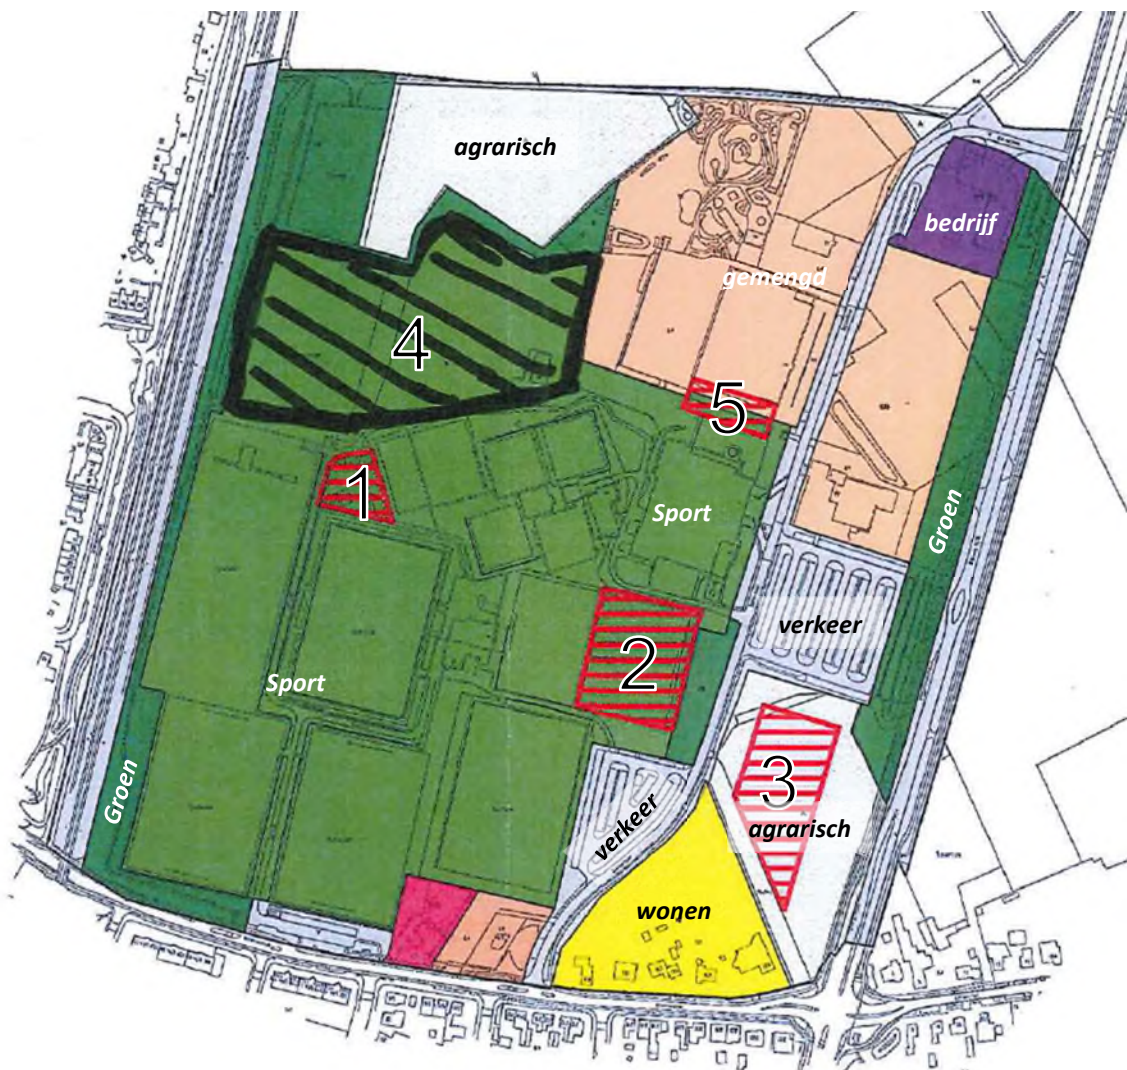 agrarisch
bedrijf
gemengd
4
5
1
Sport
Groen
verkeer
2
Sport
3
Groen
verkeer
agrarisch
wonen